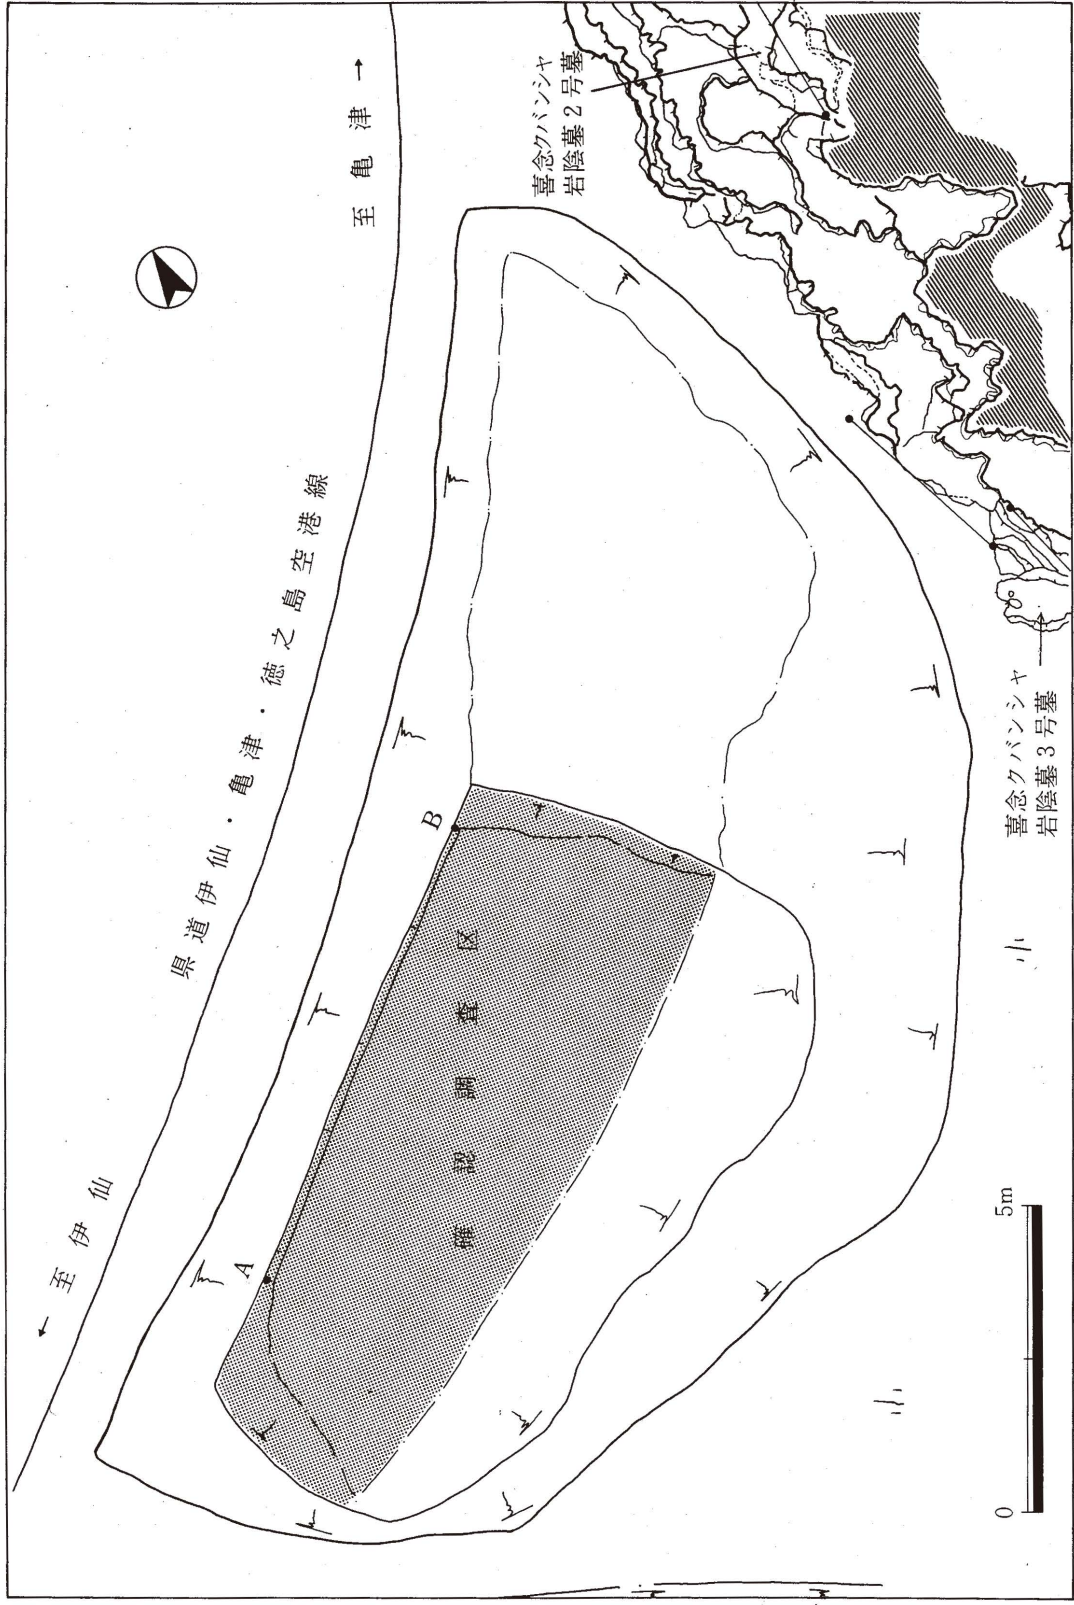 至亀津→
県道伊仙・亀津・徳之島空港線
←至伊仙
喜念クバンシャ
岩陰墓2号墓
喜念クバンシャ
岩陰墓3号墓
A
B
確認調査区
0
5m